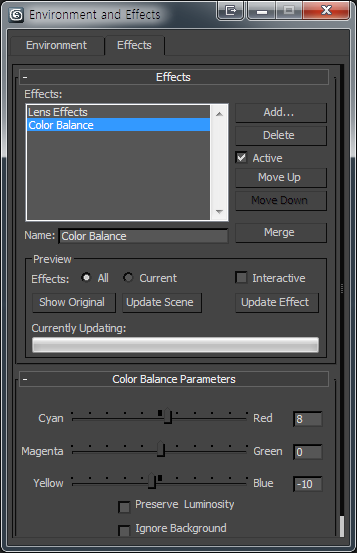 Environment and Effects
Environment Effects
- Effects
Effects:
Lens Effects
Color Balance
Add...
Delete
Active
Move Up
Move Down
Name: Color Balance
Merge
Preview
Effects: All Current Interactive
Show Original Update Scene Update Effect
Currently Updating:
- Color Balance Parameters
Cyan Red 8
Magenta Green 0
Yellow Blue -10
Preserve Luminosity
Ignore Background